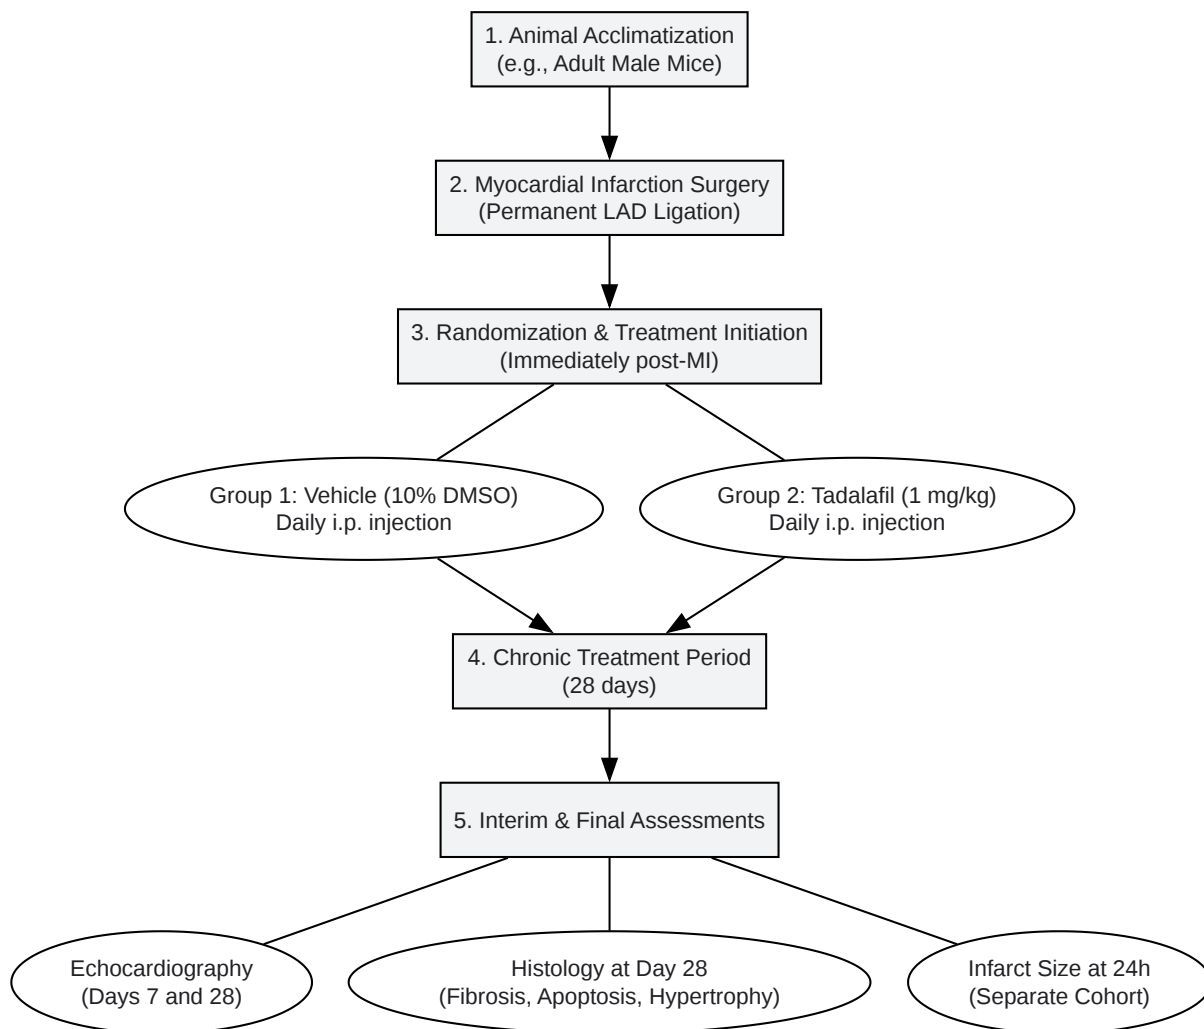 1. Animal Acclimatization
(e.g., Adult Male Mice)
2. Myocardial Infarction Surgery
(Permanent LAD Ligation)
3. Randomization & Treatment Initiation
(Immediately post-MI)
Group 1: Vehicle (10% DMSO)
Daily i.p. injection
Group 2: Tadalafil (1 mg/kg)
Daily i.p. injection
4. Chronic Treatment Period
(28 days)
5. Interim & Final Assessments
Echocardiography
(Days 7 and 28)
Histology at Day 28
(Fibrosis, Apoptosis, Hypertrophy)
Infarct Size at 24h
(Separate Cohort)